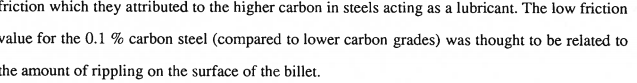 friction which they attributed to the higher carbon in steels acting as a lubricant. The low friction
value for the 0.1 % carbon steel (compared to lower carbon grades) was thought to be related to
the amount of rippling on the surface of the billet.